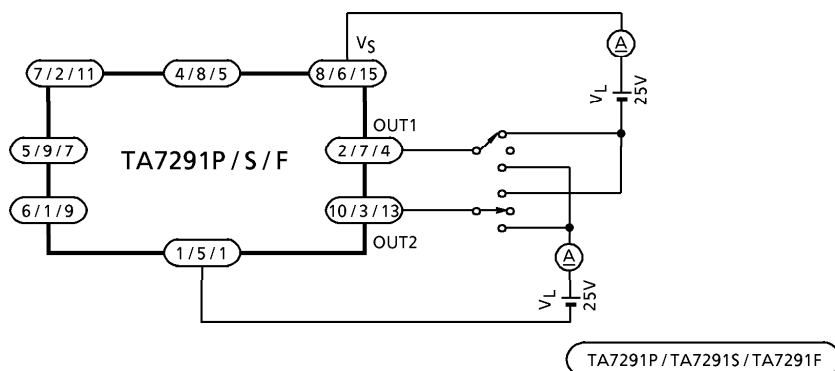 VS
7 / 2 / 11
4 / 8 / 5
8 / 6 / 15
A
VL
25V
OUT1
5 / 9 / 7
TA7291P / S / F
2 / 7 / 4
6 / 1 / 9
10 / 3 / 13
OUT2
1 / 5 / 1
A
VL
25V
TA7291P / TA7291S / TA7291F